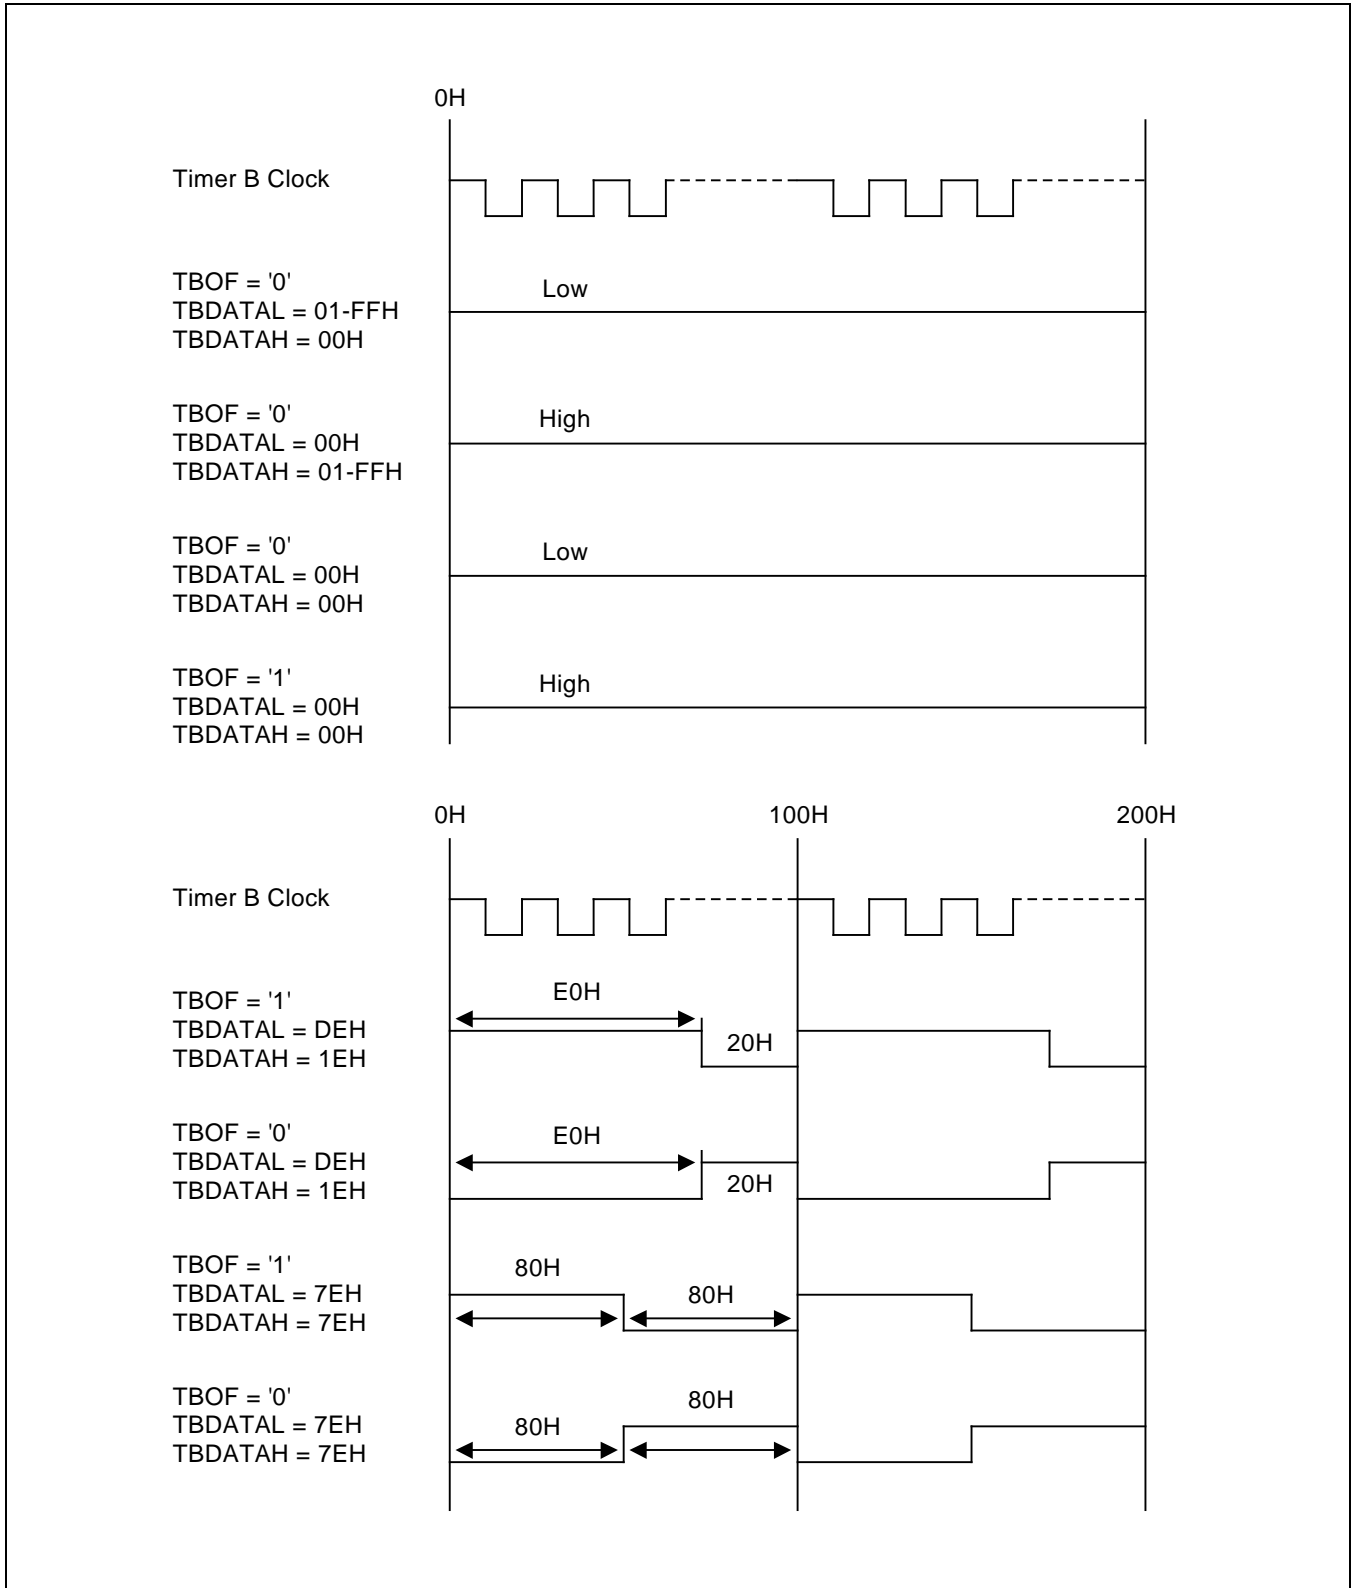 0H
Timer B Clock
TBOF = '0'
TBDATAL = 01-FFH
TBDATAH = 00H
Low
TBOF = '0'
TBDATAL = 00H
TBDATAH = 01-FFH
High
TBOF = '0'
TBDATAL = 00H
TBDATAH = 00H
Low
TBOF = '1'
TBDATAL = 00H
TBDATAH = 00H
High
0H
100H
200H
Timer B Clock
TBOF = '1'
TBDATAL = DEH
TBDATAH = 1EH
E0H
20H
TBOF = '0'
TBDATAL = DEH
TBDATAH = 1EH
E0H
20H
TBOF = '1'
TBDATAL = 7EH
TBDATAH = 7EH
80H
80H
TBOF = '0'
TBDATAL = 7EH
TBDATAH = 7EH
80H
80H